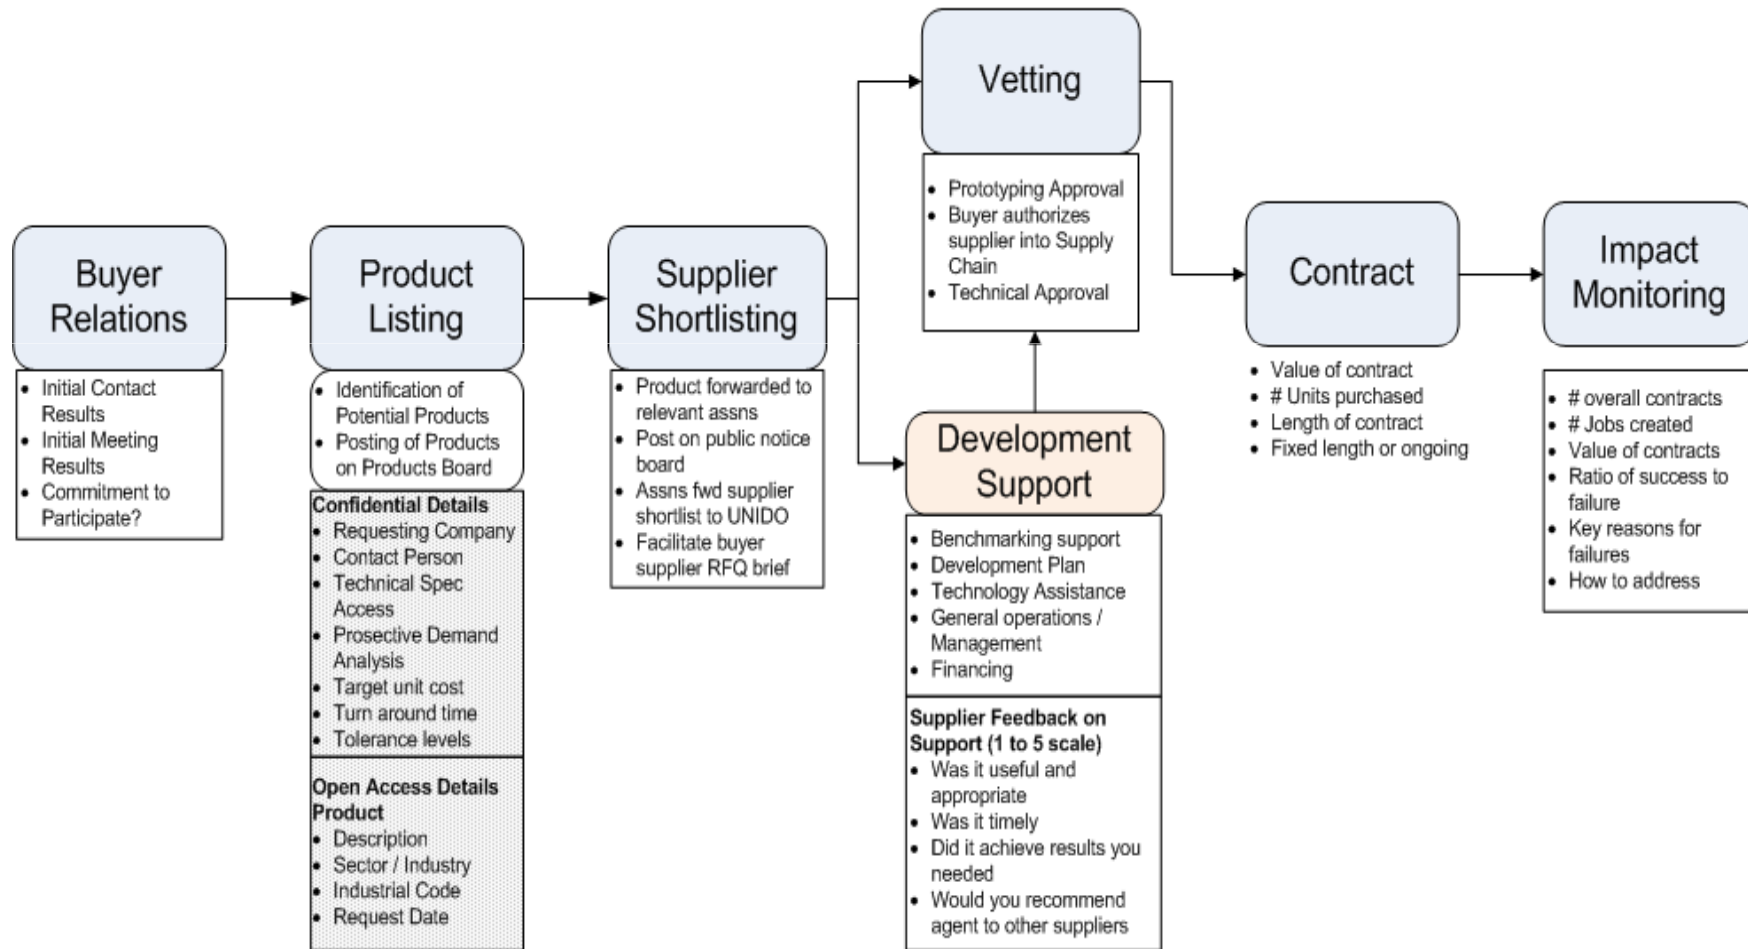 Buyer
Relations
• Initial Contact
Results
• Initial Meeting
Results
• Commitment to
Participate?
Product
Listing
• Identification of
Potential Products
• Posting of Products
on Products Board
Confidential Details
• Requesting Company
• Contact Person
• Technical Spec
Access
• Prosective Demand
Analysis
• Target unit cost
• Turn around time
• Tolerance levels
Open Access Details
Product
• Description
• Sector / Industry
• Industrial Code
• Request Date
Supplier
Shortlisting
• Product forwarded to
relevant assns
• Post on public notice
board
• Assns fwd supplier
shortlist to UNIDO
• Facilitate buyer
supplier RFQ brief
Vetting
• Prototyping Approval
• Buyer authorizes
supplier into Supply
Chain
• Technical Approval
Development
Support
• Benchmarking support
• Development Plan
• Technology Assistance
• General operations /
Management
• Financing
Supplier Feedback on
Support (1 to 5 scale)
• Was it useful and
appropriate
• Was it timely
• Did it achieve results you
needed
• Would you recommend
agent to other suppliers
Contract
• Value of contract
• # Units purchased
• Length of contract
• Fixed length or ongoing
Impact
Monitoring
• # overall contracts
• # Jobs created
• Value of contracts
• Ratio of success to
failure
• Key reasons for
failures
• How to address